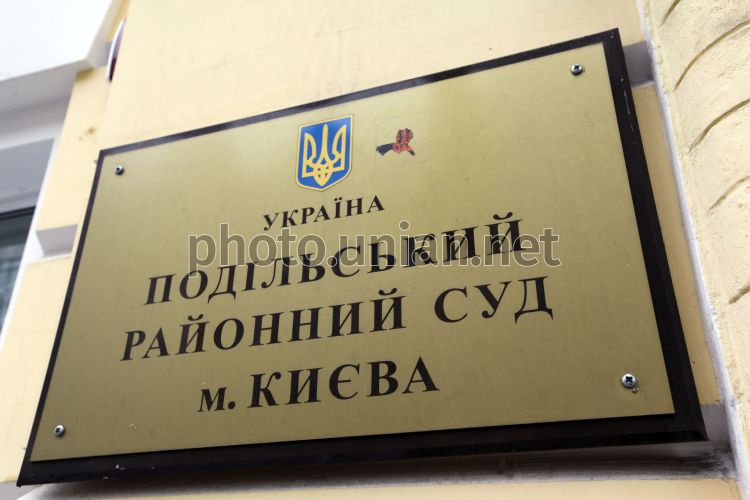 УКРАЇНА
photo.unian.net
ПОДІЛЬСЬКИЙ
РАЙОННИЙ СУД
м. КИЄВА